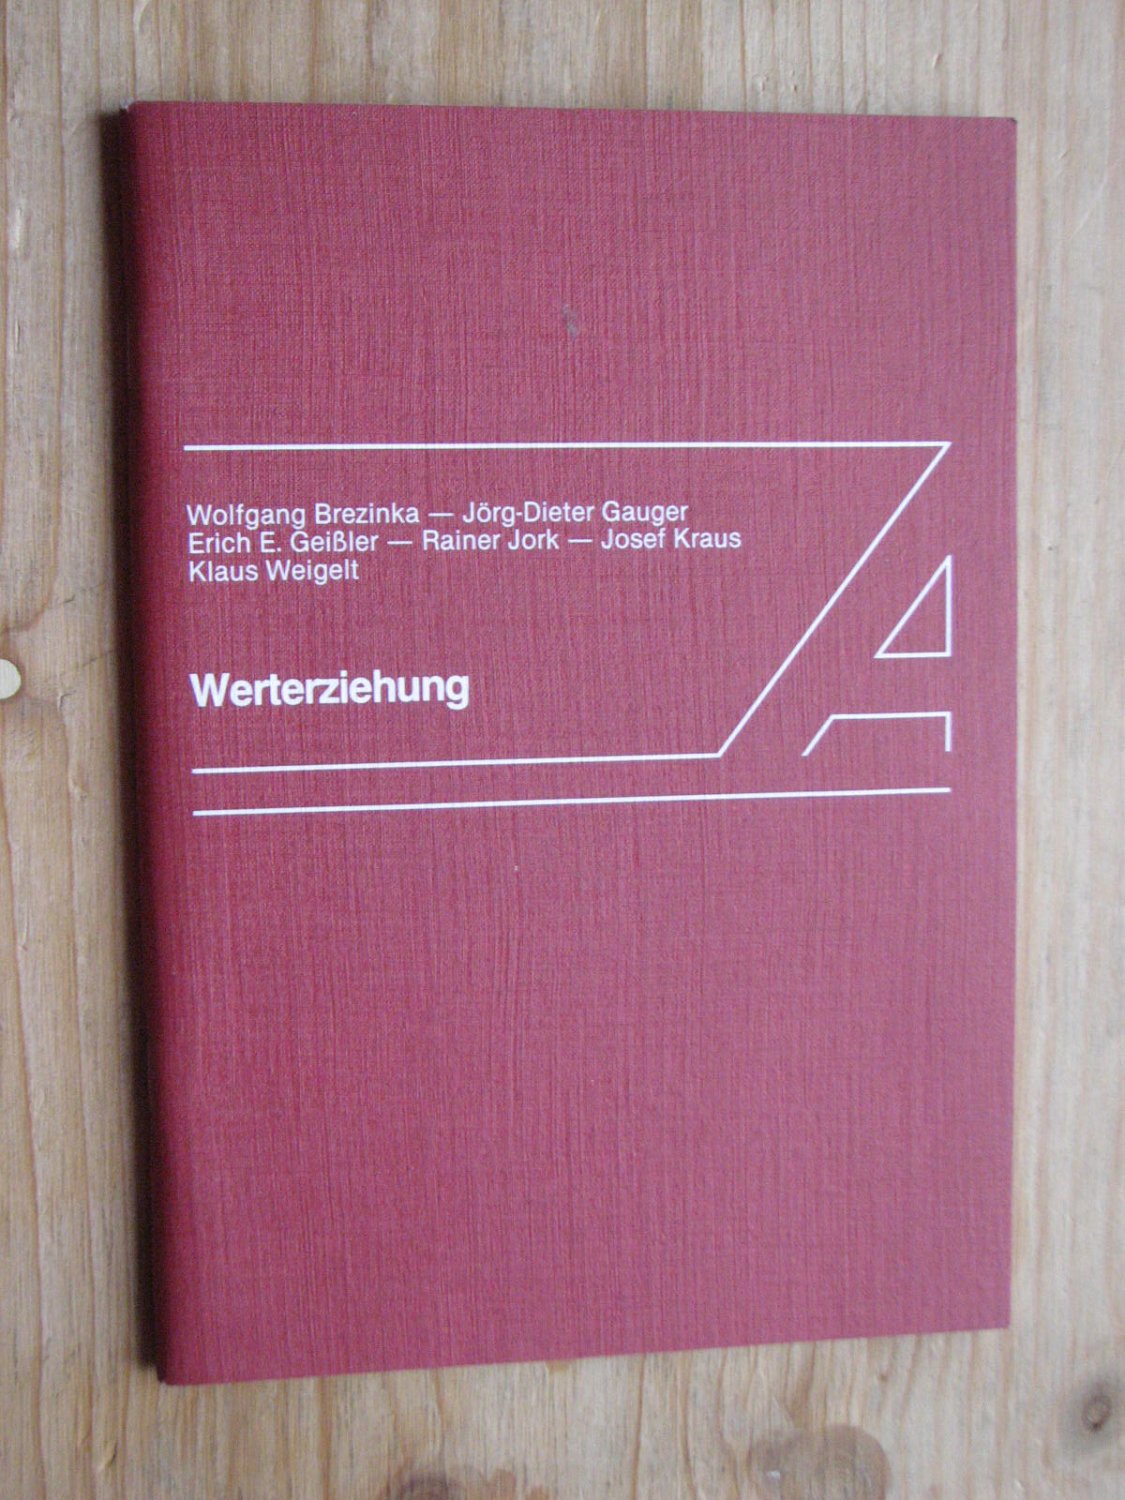 Wolfgang Brezinka — Jörg-Dieter Gauger
Erich E. Geißler — Rainer Jork — Josef Kraus
Klaus Weigelt
Werterziehung